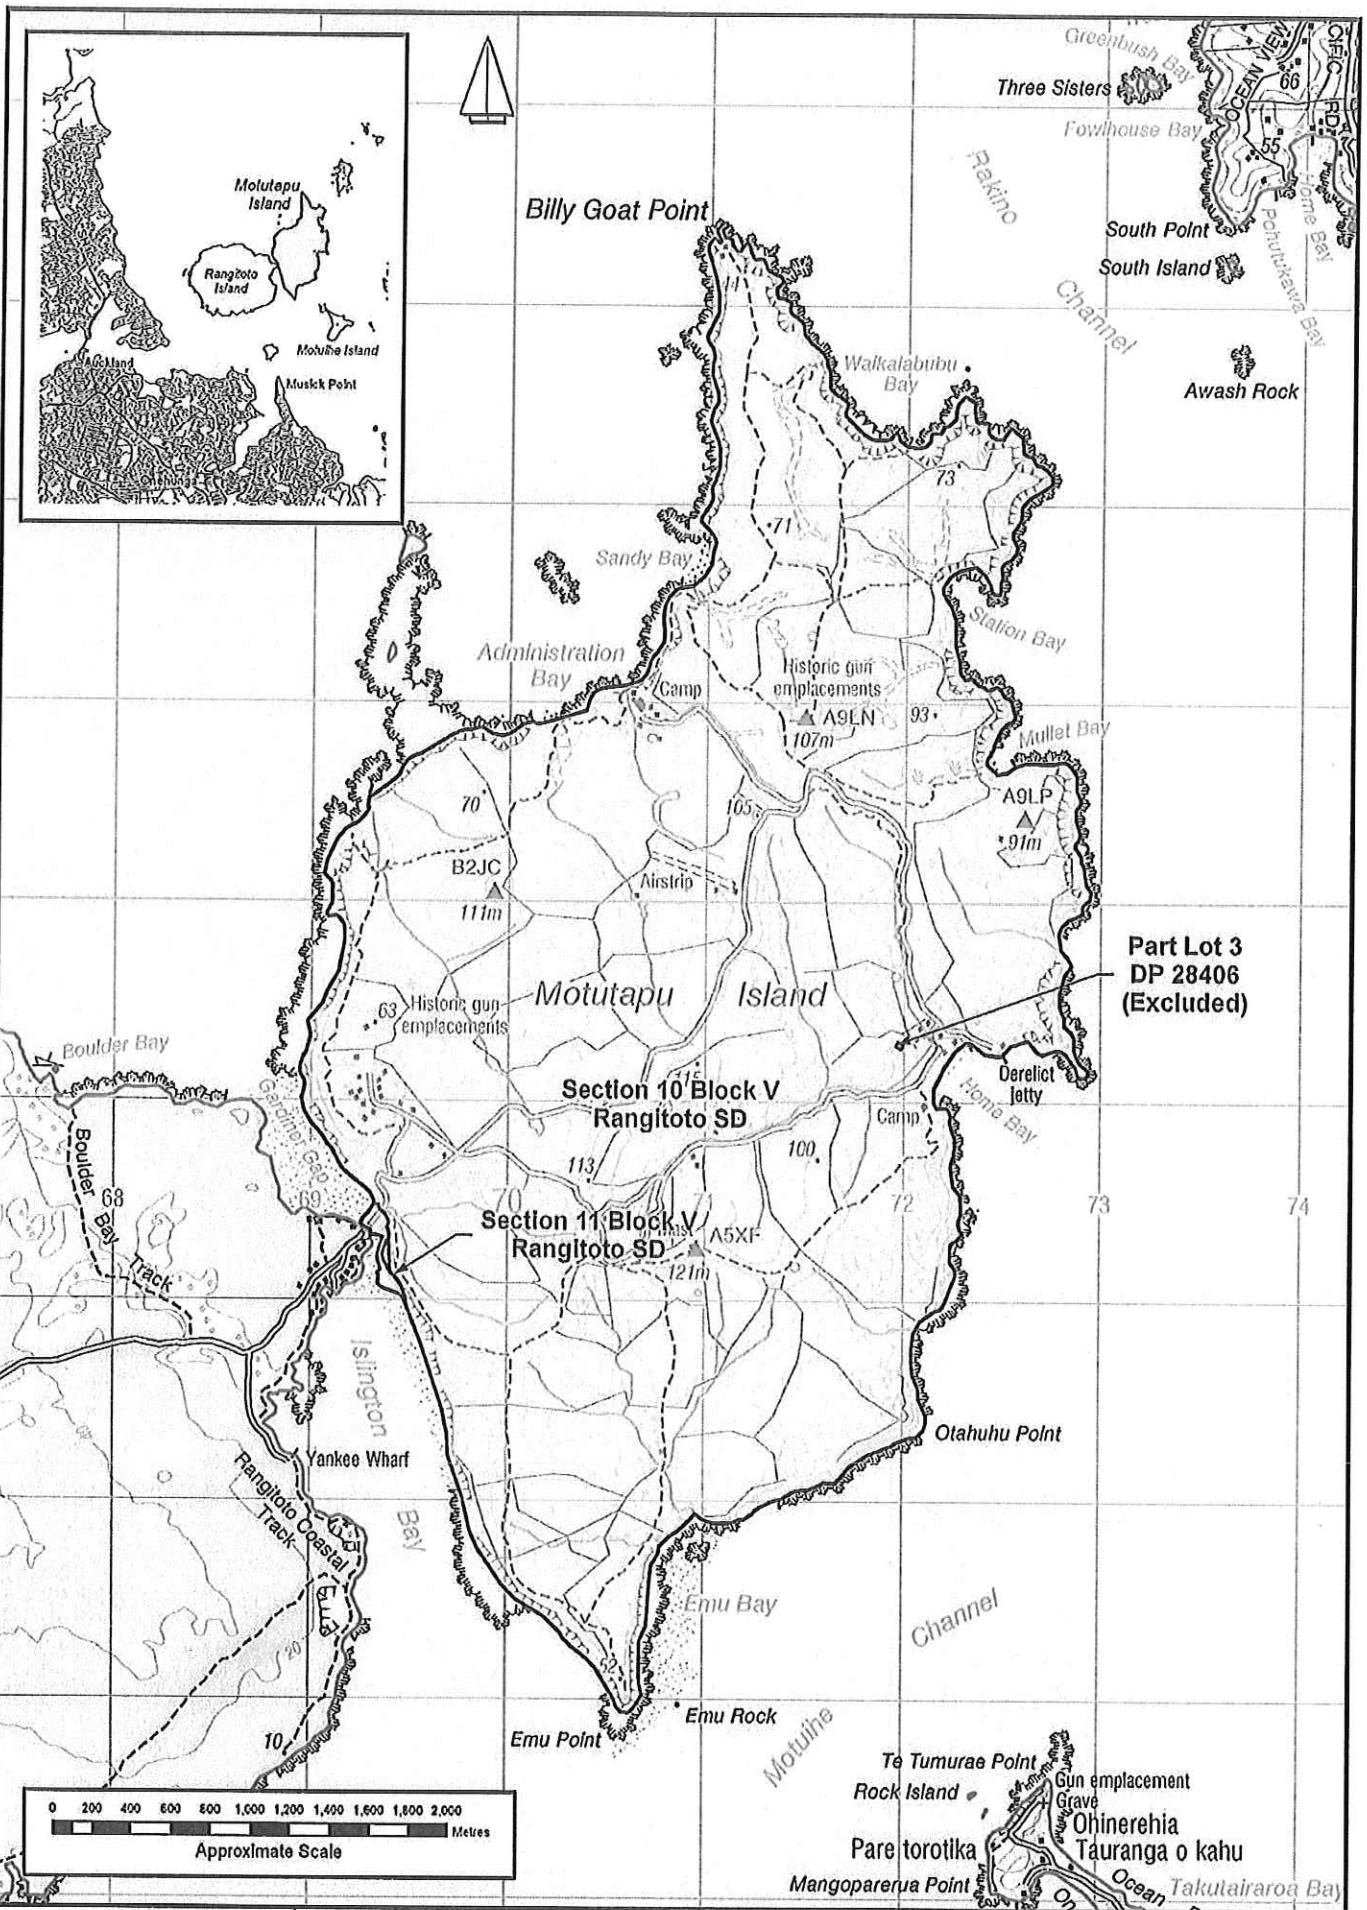 Motutapu
Island
Rangitoto
Island
Motuihe Island
Auckland
Musick Point
Onehunga
Greenbush Bay
Three Sisters
OCEAN VIEW
66
RD
Fowlhouse Bay
55
Home Bay
Pohutukawa Bay
Rakino
Channel
Billy Goat Point
South Point
South Island
Awash Rock
Waikalabubu
Bay
73
71
Sandy Bay
Station Bay
Administration
Bay
Camp
Historic gun
emplacements
A9LN
107m
93
Mullet Bay
A9LP
91m
70
105
B2JC
111m
Airstrip
Part Lot 3
DP 28406
(Excluded)
63
Historic gun
emplacements
Motutapu Island
Boulder Bay
Gardiner Gap
115
Section 10 Block V
Rangitoto SD
Derelict
jetty
Home Bay
Camp
100
113
Boulder
Bay
Track
68
69
70
71
72
73
74
Section 11 Block V
Rangitoto SD
mast
A5XF
121m
Islington
Bay
Yankee Wharf
Rangitoto Coastal
Track
Otahuhu Point
Emu Bay
Channel
Motuihe
52
Emu Rock
Emu Point
20
10
Te Tumurae Point
Rock Island
Gun emplacement
Grave
Ohinerehia
Pare torotika
Tauranga o kahu
Mangoparerua Point
Ocean
Takutairaroa Bay
0 200 400 600 800 1,000 1,200 1,400 1,600 1,800 2,000
Metres
Approximate Scale